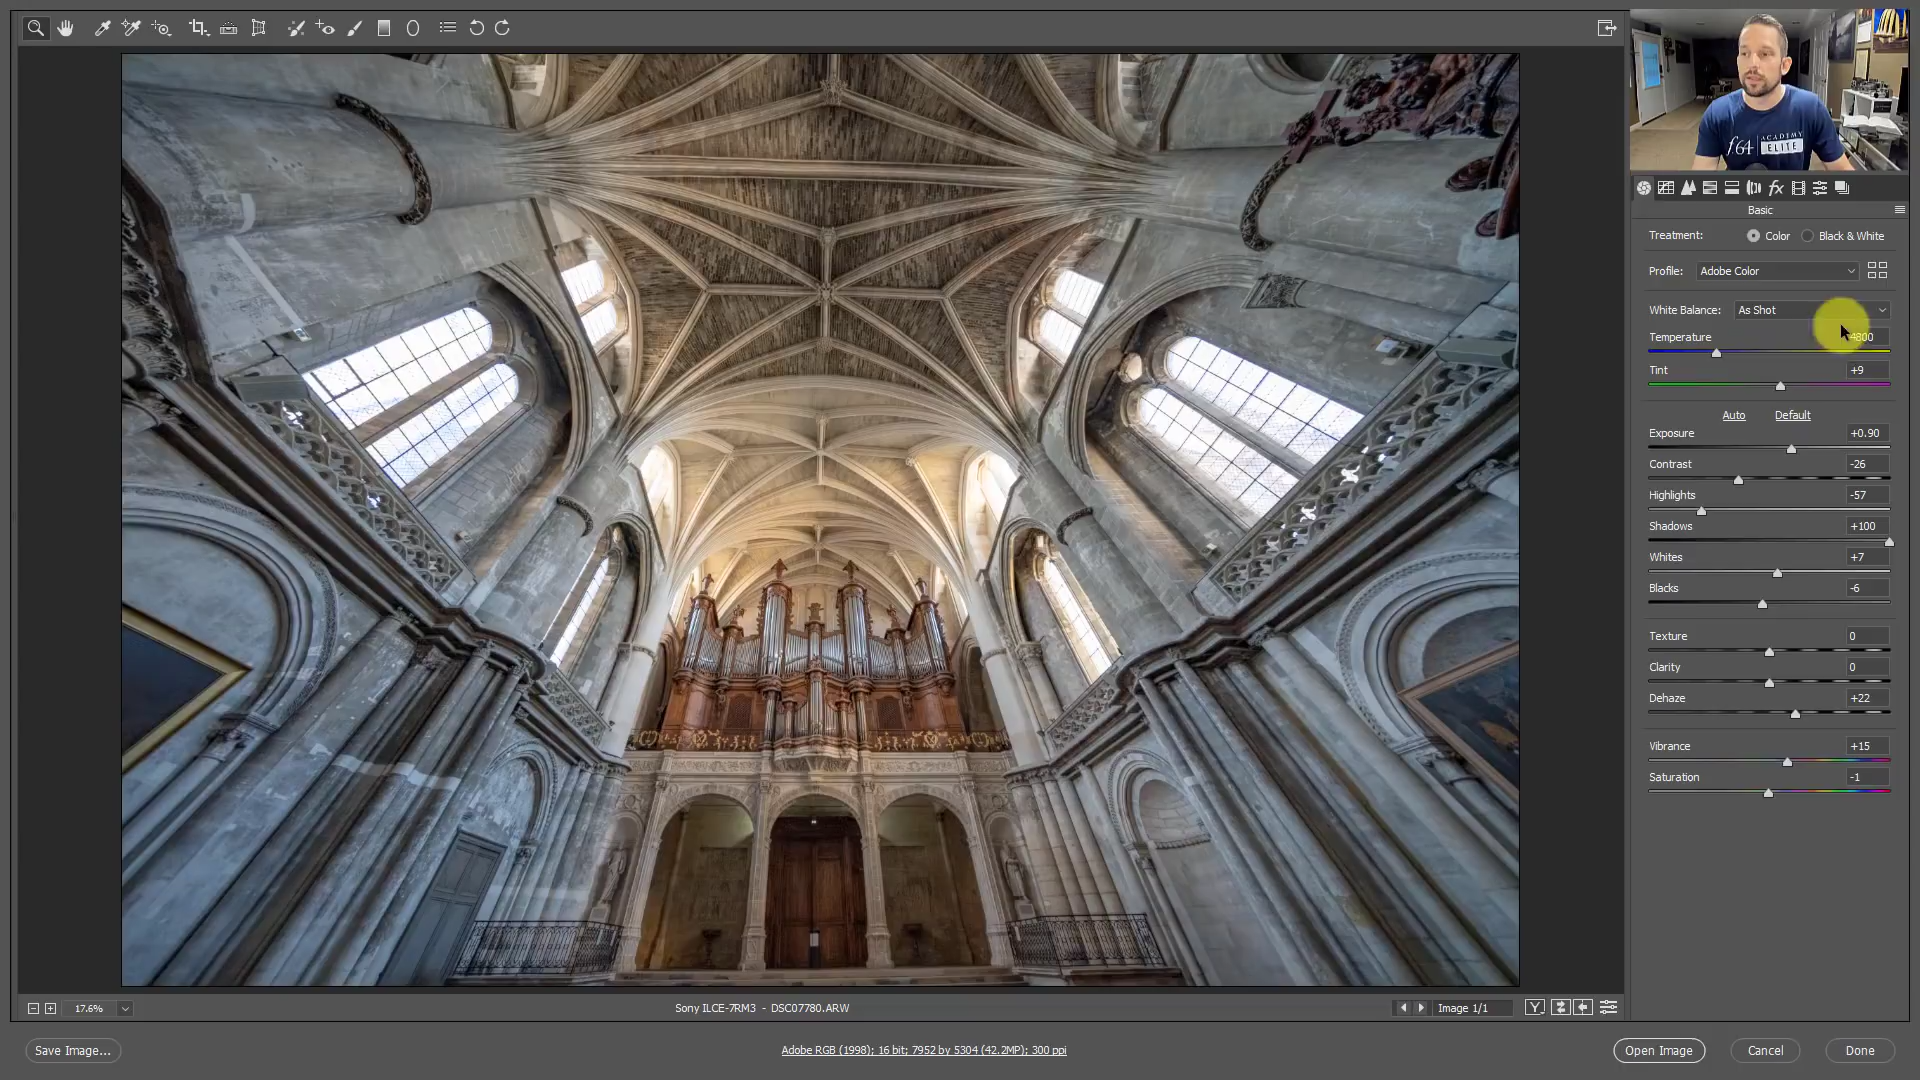 f.64 ACADEMY
ELITE
fx
Basic
Treatment: Color Black & White
Profile: Adobe Color
White Balance: As Shot
Temperature 4800
Tint +9
Auto Default
Exposure +0.90
Contrast -26
Highlights -57
Shadows +100
Whites +7
Blacks -6
Texture 0
Clarity 0
Dehaze +22
Vibrance +15
Saturation -1
17.6% Sony ILCE-7RM3 - DSC07780.ARW Image 1/1 Y
Save Image... Adobe RGB (1998); 16 bit; 7952 by 5304 (42.2MP); 300 ppi Open Image Cancel Done